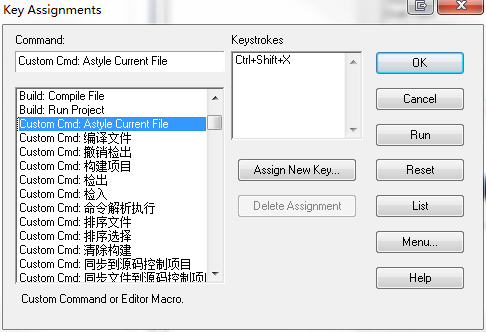 Key Assignments
Command:
Custom Cmd: Astyle Current File
Build: Compile File
Build: Run Project
Custom Cmd: Astyle Current File
Custom Cmd: 编译文件
Custom Cmd: 撤销检出
Custom Cmd: 构建项目
Custom Cmd: 检出
Custom Cmd: 检入
Custom Cmd: 命令解析执行
Custom Cmd: 排序文件
Custom Cmd: 排序选择
Custom Cmd: 清除构建
Custom Cmd: 同步到源码控制项目
Custom Cmd: 同步文件到源码控制项目
Custom Command or Editor Macro.
Keystrokes
Ctrl+Shift+X
Assign New Key...
Delete Assignment
OK
Cancel
Run
Reset
List
Menu...
Help